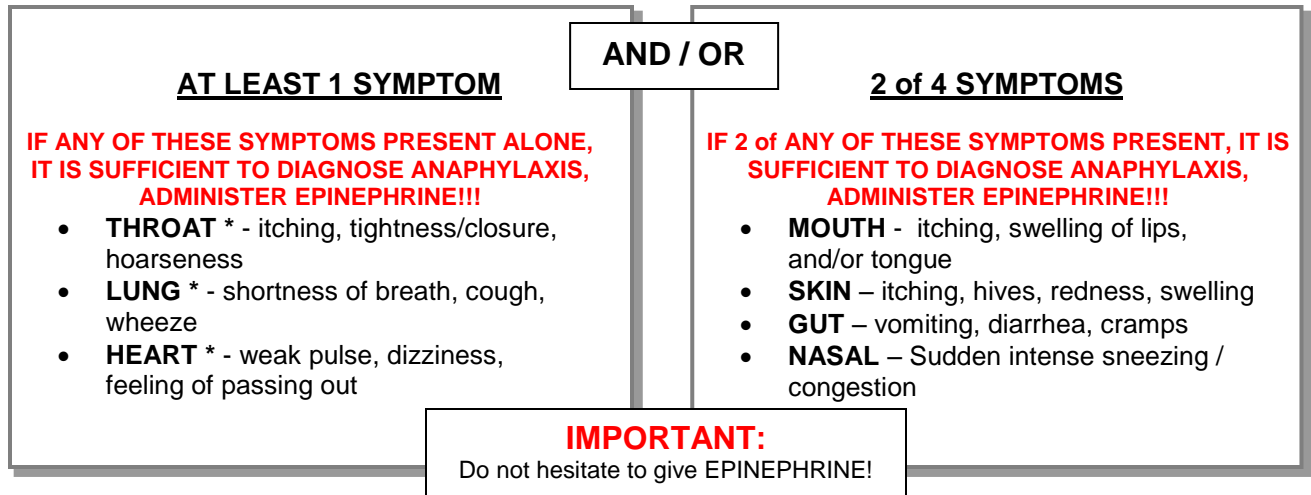 AND / OR
AT LEAST 1 SYMPTOM
IF ANY OF THESE SYMPTOMS PRESENT ALONE,
IT IS SUFFICIENT TO DIAGNOSE ANAPHYLAXIS,
ADMINISTER EPINEPHRINE!!!
• THROAT * - itching, tightness/closure,
hoarseness
• LUNG * - shortness of breath, cough,
wheeze
• HEART * - weak pulse, dizziness,
feeling of passing out
2 of 4 SYMPTOMS
IF 2 of ANY OF THESE SYMPTOMS PRESENT, IT IS
SUFFICIENT TO DIAGNOSE ANAPHYLAXIS,
ADMINISTER EPINEPHRINE!!!
• MOUTH - itching, swelling of lips,
and/or tongue
• SKIN – itching, hives, redness, swelling
• GUT – vomiting, diarrhea, cramps
• NASAL – Sudden intense sneezing /
congestion
IMPORTANT:
Do not hesitate to give EPINEPHRINE!